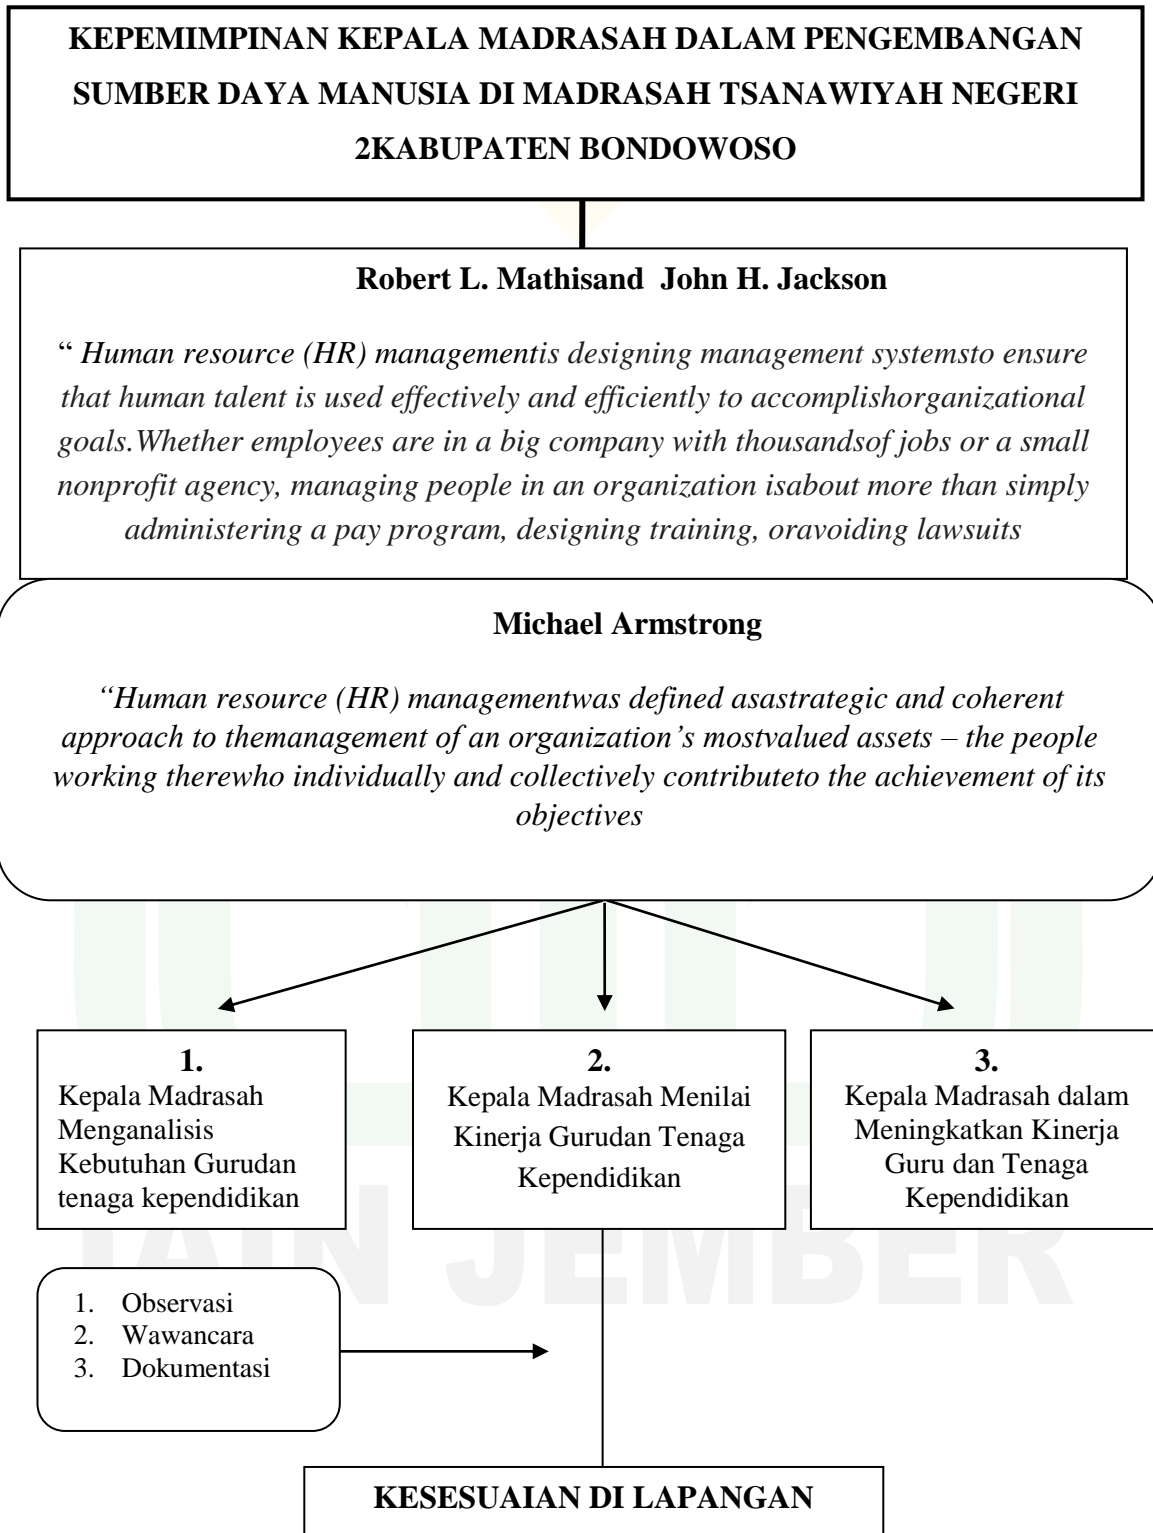 KEPEMIMPINAN KEPALA MADRASAH DALAM PENGEMBANGAN
SUMBER DAYA MANUSIA DI MADRASAH TSANAWIYAH NEGERI
2KABUPATEN BONDOWOSO
Robert L. Mathisand  John H. Jackson
“ Human resource (HR) managementis designing management systemsto ensure
that human talent is used effectively and efficiently to accomplishorganizational
goals.Whether employees are in a big company with thousandsof jobs or a small
nonprofit agency, managing people in an organization isabout more than simply
administering a pay program, designing training, oravoiding lawsuits
Michael Armstrong
“Human resource (HR) managementwas defined asastrategic and coherent
approach to themanagement of an organization’s mostvalued assets – the people
working therewho individually and collectively contributeto the achievement of its
objectives
1.
Kepala Madrasah
Menganalisis
Kebutuhan Gurudan
tenaga kependidikan
2.
Kepala Madrasah Menilai
Kinerja Gurudan Tenaga
Kependidikan
3.
Kepala Madrasah dalam
Meningkatkan Kinerja
Guru dan Tenaga
Kependidikan
IAIN JEMBER
1. Observasi
2. Wawancara
3. Dokumentasi
KESESUAIAN DI LAPANGAN